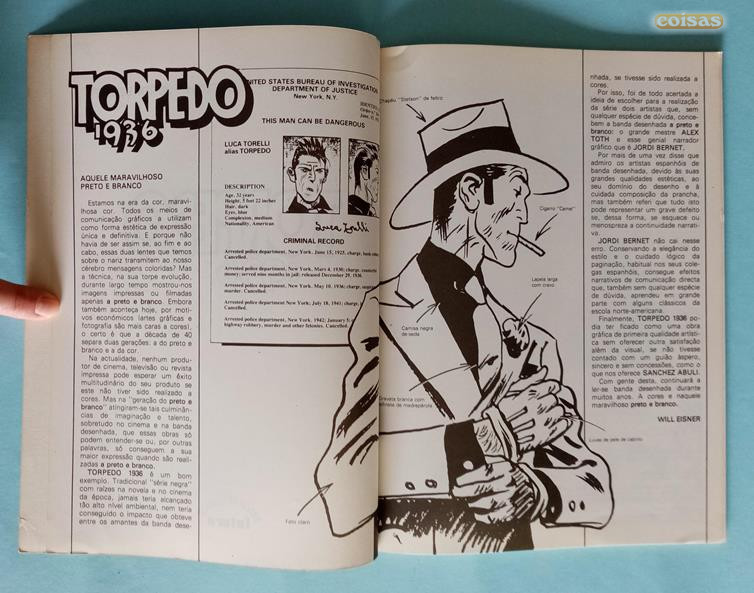 coisas
TORPEDO
1936
UNITED STATES BUREAU OF INVESTIGATION
DEPARTMENT OF JUSTICE
New York, N.Y.
THIS MAN CAN BE DANGEROUS
LUCA TORELLI
alias TORPEDO
DESCRIPTION
Age, 32 years
Height, 5 foot 22 inches
Hair, dark
Eyes, blue
Complexion, medium
Nationality, American
Luca Torelli
CRIMINAL RECORD
Arrested police department, New York, June 15, 1925, charge,
Cancelled.
Arrested police department, New York, Mars 4, 1930; charge,
money; served nine months in jail; released December 29, 1930.
Arrested police department, New York, May 10, 1936; charge,
murder. Cancelled.
Arrested police department, New York; July 18, 1941; charge,
Cancelled.
Arrested police department, New York, 1942; January 5;
highway robbery, murder and other felonies. Cancelled.
AQUELE MARAVILHOSO
PRETO E BRANCO
Estamos na era da cor, maravi-
lhosa cor. Todos os meios de
comunicação gráficos a utilizam
como forma estética de expressão
única e definitiva. E porque não
havia de ser assim se, ao fim e ao
cabo, essas duas lentes que temos
sobre o nariz transmitem ao nosso
cérebro mensagens coloridas? Mas
a técnica, na sua torpe evolução,
durante largo tempo mostrou-nos
imagens impressas ou filmadas
apenas a preto e branco. Embora
também aconteça hoje, por moti-
vos económicos (artes gráficas e
fotografia são mais caras a cores),
o certo é que a década de 40
separa duas gerações: a do preto
e branco e a da cor.
Na actualidade, nenhum produ-
tor de cinema, televisão ou revista
impressa pode esperar um êxito
multitudinário do seu produto se
este não tiver sido realizado a
cores. Mas na "geração do preto e
branco" atingiram-se tais culminân-
cias de imaginação e talento,
sobretudo no cinema e na banda
desenhada, que essas obras só
podem entender-se ou, por outras
palavras, só conseguem a sua
maior expressão quando são reali-
zadas a preto e branco.
TORPEDO 1936 é um bom
exemplo. Tradicional "série negra"
com raízes na novela e no cinema
da época, jamais teria alcançado
tão alto nível ambiental, nem teria
conseguido o impacto que obteve
entre os amantes da banda dese-
Chapéu "Stetson" de feltro
Cigarro "Camel"
Lapela larga
com cravo
Camisa negra
de seda
Gravata branca com
alfinete de madrepérola
Luvas de pele de cabrito
Fato claro
nhada, se tivesse sido realizada a
cores.
Por isso, foi de todo acertada a
ideia de escolher para a realização
da série dois artistas que, sem
qualquer espécie de dúvida, conce-
bem a banda desenhada a preto e
branco: o grande mestre ALEX
TOTH e esse genial narrador
gráfico que é JORDI BERNET.
Por mais de uma vez disse que
admiro os artistas espanhóis de
banda desenhada, devido às suas
grandes qualidades estéticas, ao
seu domínio do desenho e à
cuidada composição da prancha,
mas também referi que tudo isto
pode representar um grave defeito
se, dessa forma, se esquece ou
menospreza a continuidade narrati-
va.
JORDI BERNET não cai nesse
erro. Conservando a elegância do
estilo e o cuidado lógico da
paginação, habitual nos seus cole-
gas espanhóis, consegue efeitos
narrativos de comunicação directa
que, também sem qualquer espécie
de dúvida, aprendeu em grande
parte com alguns clássicos da
escola norte-americana.
Finalmente, TORPEDO 1936 po-
dia ter ficado como uma obra
gráfica de primeira qualidade artísti-
ca sem oferecer outra satisfação
além da visual, se não tivesse
contado com um guião áspero,
sincero e sem concessões, como o
que nos oferece SANCHEZ ABULI.
Com gente desta, continuará a
ler-se banda desenhada durante
muitos anos. A cores e naquele
maravilhoso preto e branco.
WILL EISNER